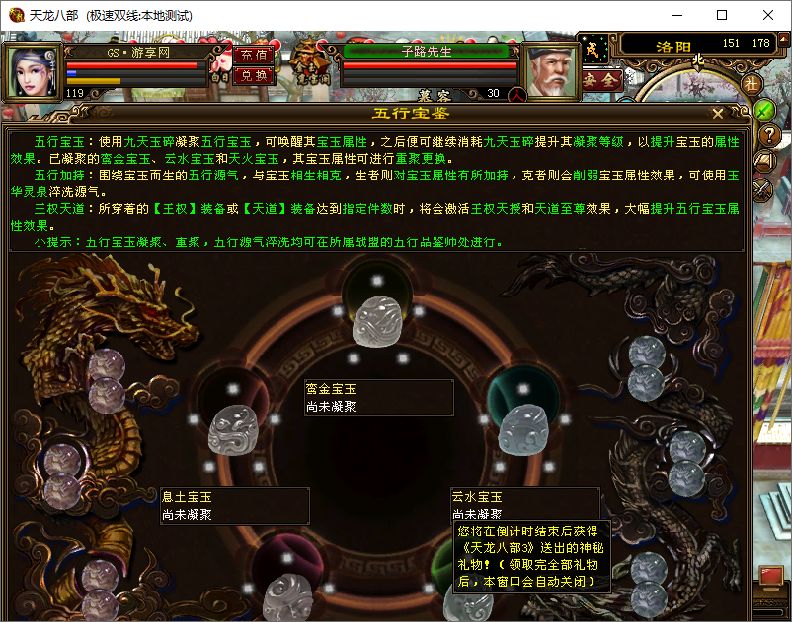 天龙八部 (极速双线:本地测试)
GS·游享网
充值
子路先生
洛阳
151 178
北
兑换
安全
119
慕容
30
五行宝鉴
五行宝玉：使用九天玉碎凝聚五行宝玉，可唤醒其宝玉属性，之后便可继续消耗九天玉碎提升其凝聚等级，以提升宝玉的属性
效果。已凝聚的蛮金宝玉、云水宝玉和天火宝玉，其宝玉属性可进行重聚更换。
五行加持：围绕宝玉而生的五行源气，与宝玉相生相克，生者则对宝玉属性有所加持，克者则会削弱宝玉属性效果，可使用玉
华灵泉淬洗源气。
三权天道：所穿着的【王权】装备或【天道】装备达到指定件数时，将会激活王权天授和天道至尊效果，大幅提升五行宝玉属
性效果。
小提示：五行宝玉凝聚、重聚，五行源气淬洗均可在所属战盟的五行品鉴师处进行。
蛮金宝玉
尚未凝聚
息土宝玉
尚未凝聚
云水宝玉
尚未凝聚
您将在倒计时结束后获得
《天龙八部3》送出的神秘
礼物！（领取完全部礼物
后，本窗口会自动关闭）